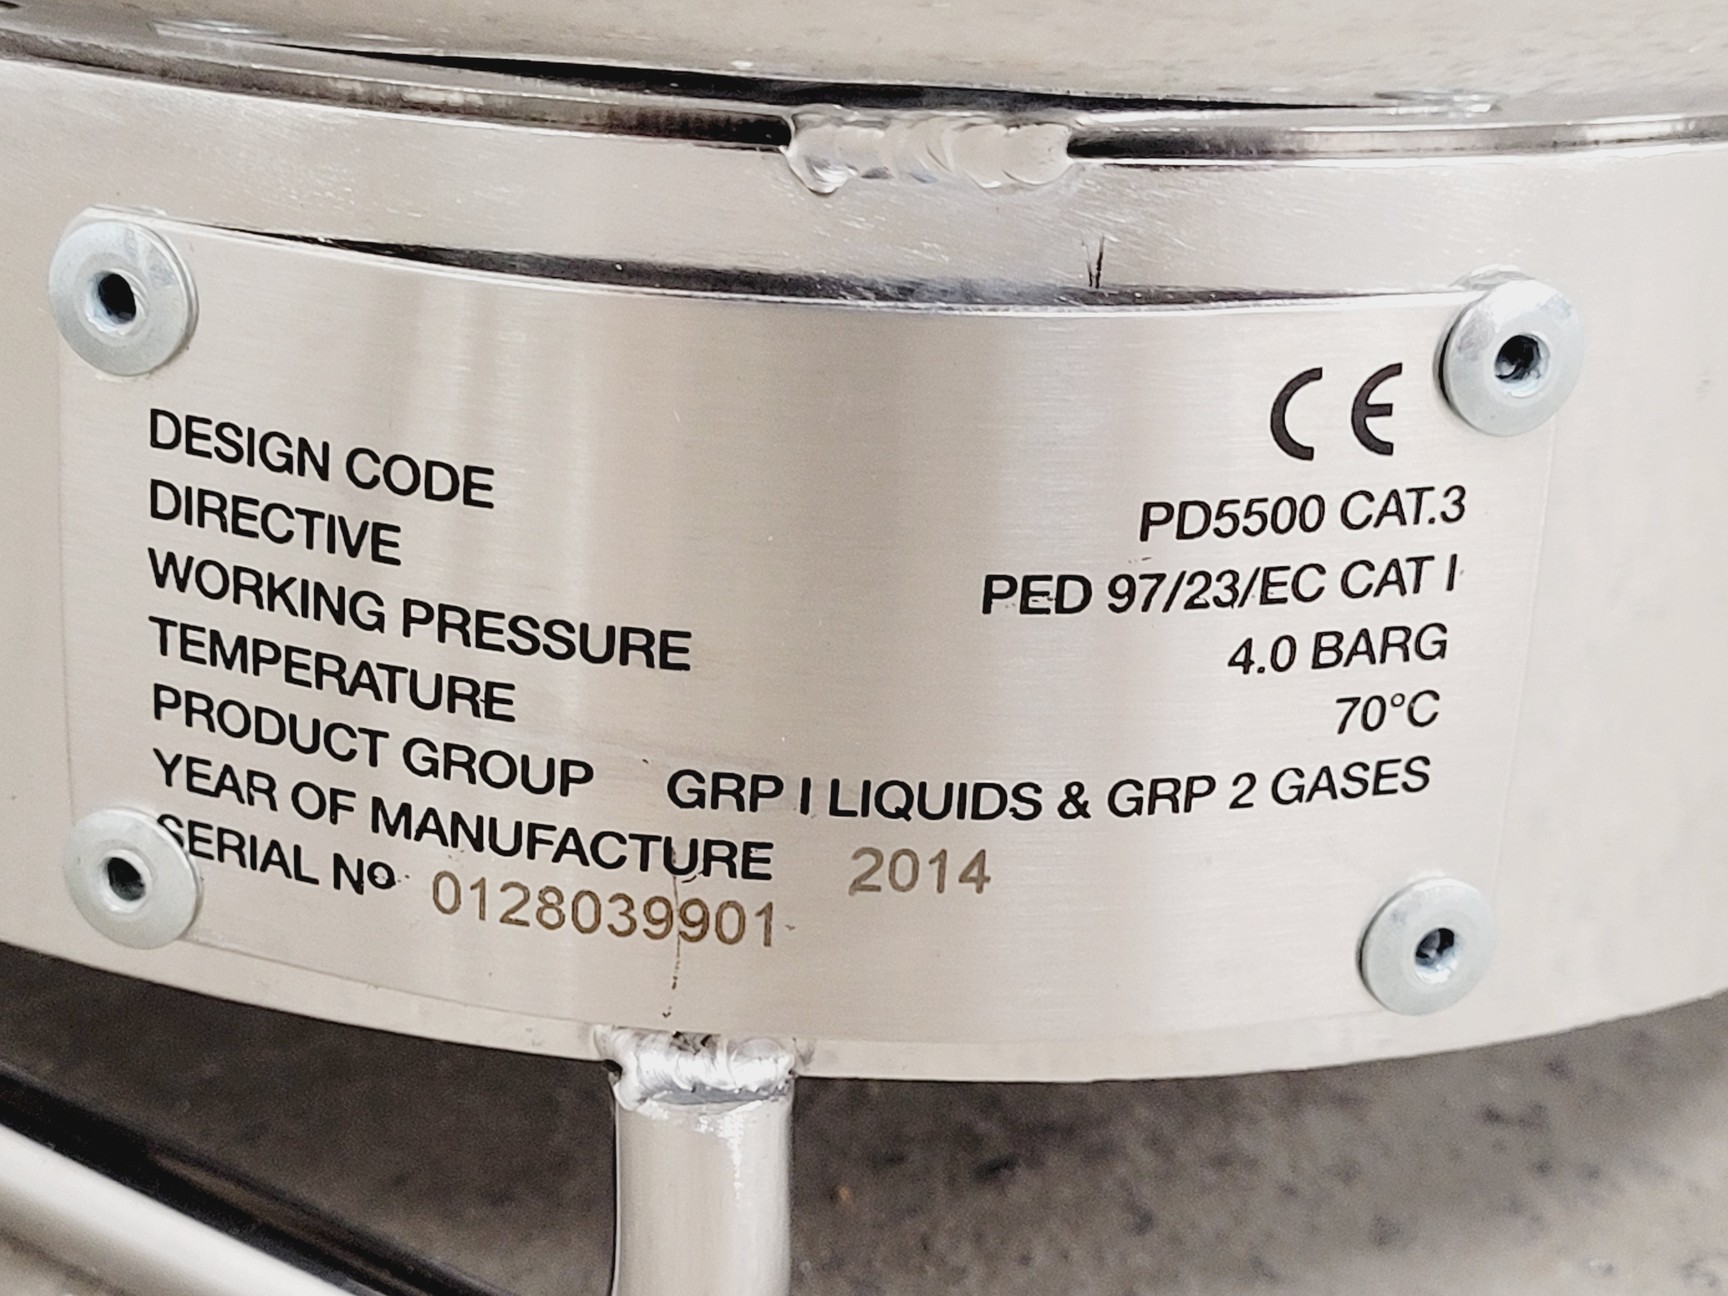 CE
DESIGN CODE PD5500 CAT.3
DIRECTIVE PED 97/23/EC CAT I
WORKING PRESSURE 4.0 BARG
TEMPERATURE 70°C
PRODUCT GROUP GRP I LIQUIDS & GRP 2 GASES
YEAR OF MANUFACTURE 2014
SERIAL Nº 0128039901